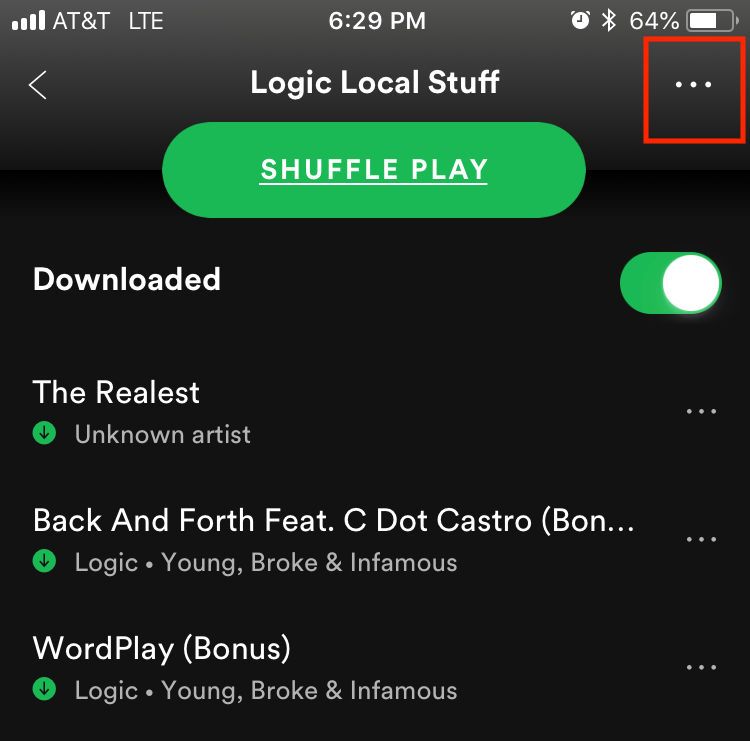 AT&T LTE 6:29 PM 64%
Logic Local Stuff
SHUFFLE PLAY
Downloaded
The Realest
Unknown artist
Back And Forth Feat. C Dot Castro (Bon...
Logic • Young, Broke & Infamous
WordPlay (Bonus)
Logic • Young, Broke & Infamous